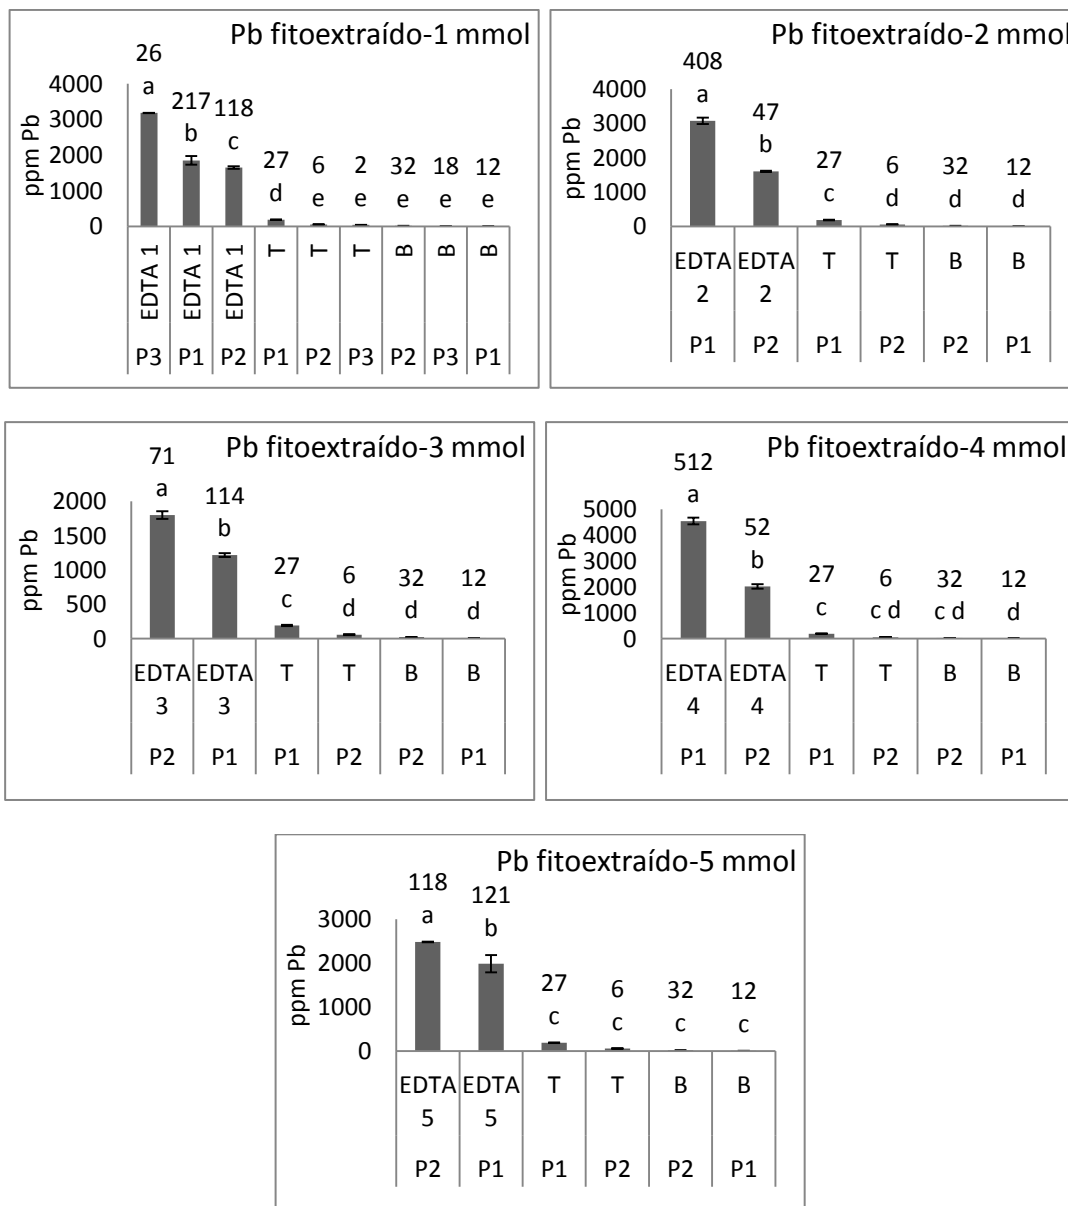 Pb fitoextraído-1 mmol
26 217 118 27 6 2 32 18 12
a b c d e e e e e
ppm Pb
4000
3000
2000
1000
0
EDTA 1 EDTA 1 EDTA 1 T T T B B B
P3 P1 P2 P1 P2 P3 P2 P3 P1
Pb fitoextraído-2 mmol
408 47 27 6 32 12
a b c d d d
ppm Pb
4000
3000
2000
1000
0
EDTA 2 EDTA 2 T T B B
P1 P2 P1 P2 P2 P1
Pb fitoextraído-3 mmol
71 114 27 6 32 12
a b c d d d
ppm Pb
2000
1500
1000
500
0
EDTA 3 EDTA 3 T T B B
P2 P1 P1 P2 P2 P1
Pb fitoextraído-4 mmol
512 52 27 6 32 12
a b c c d c d d
ppm Pb
5000
4000
3000
2000
1000
0
EDTA 4 EDTA 4 T T B B
P1 P2 P1 P2 P2 P1
Pb fitoextraído-5 mmol
118 121 27 6 32 12
a b c c c c
ppm Pb
3000
2000
1000
0
EDTA 5 EDTA 5 T T B B
P2 P1 P1 P2 P2 P1